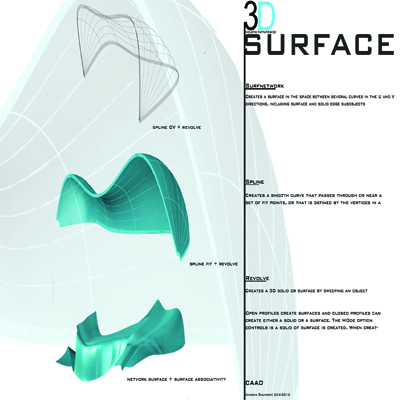 3D
SURFACE
SURFNETWORK
CREATES A SURFACE IN THE SPACE BETWEEN SEVERAL CURVES IN THE U AND V
DIRECTIONS, INCLUDING SURFACE AND SOLID EDGE SUBOBJECTS
SPLINE CV + REVOLVE
SPLINE
CREATES A SMOOTH CURVE THAT PASSES THROUGH OR NEAR A
SET OF FIT POINTS, OR THAT IS DEFINED BY THE VERTICES IN A
SPLINE FIT + REVOLVE
REVOLVE
CREATES A 3D SOLID OR SURFACE BY SWEEPING AN OBJECT
OPEN PROFILES CREATE SURFACES AND CLOSED PROFILES CAN
CREATE EITHER A SOLID OR A SURFACE. THE MODE OPTION
CONTROLS IS A SOLID OF SURFACE IS CREATED. WHEN CREAT-
NETWORK SURFACE + SURFACE ASSOCIATIVITY
CAAD